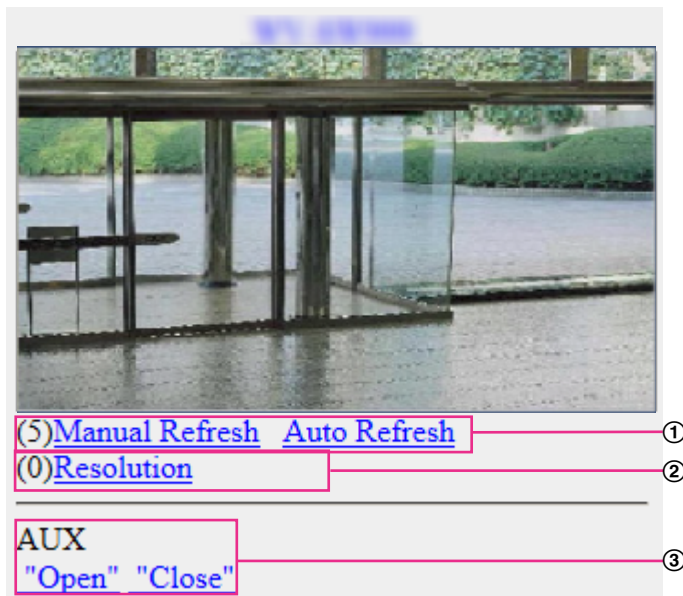 (5)Manual Refresh Auto Refresh ①
(0)Resolution ②
AUX
"Open" "Close" ③